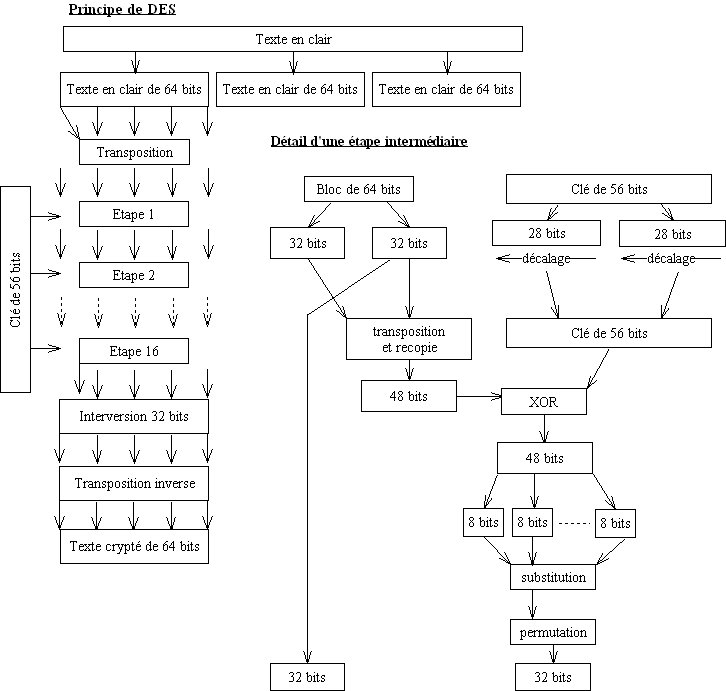 Principe de DES
Texte en clair
Texte en clair de 64 bits
Texte en clair de 64 bits
Texte en clair de 64 bits
Transposition
Clé de 56 bits
Etape 1
Etape 2
Etape 16
Interversion 32 bits
Transposition inverse
Texte crypté de 64 bits
Détail d'une étape intermédiaire
Bloc de 64 bits
Clé de 56 bits
32 bits
32 bits
28 bits
28 bits
décalage
décalage
transposition
et recopie
Clé de 56 bits
48 bits
XOR
48 bits
8 bits
8 bits
8 bits
substitution
permutation
32 bits
32 bits